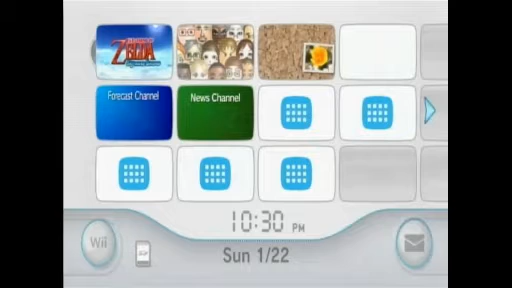 ZELDA
Forecast Channel
News Channel
10:30 PM
Sun 1/22
Wii